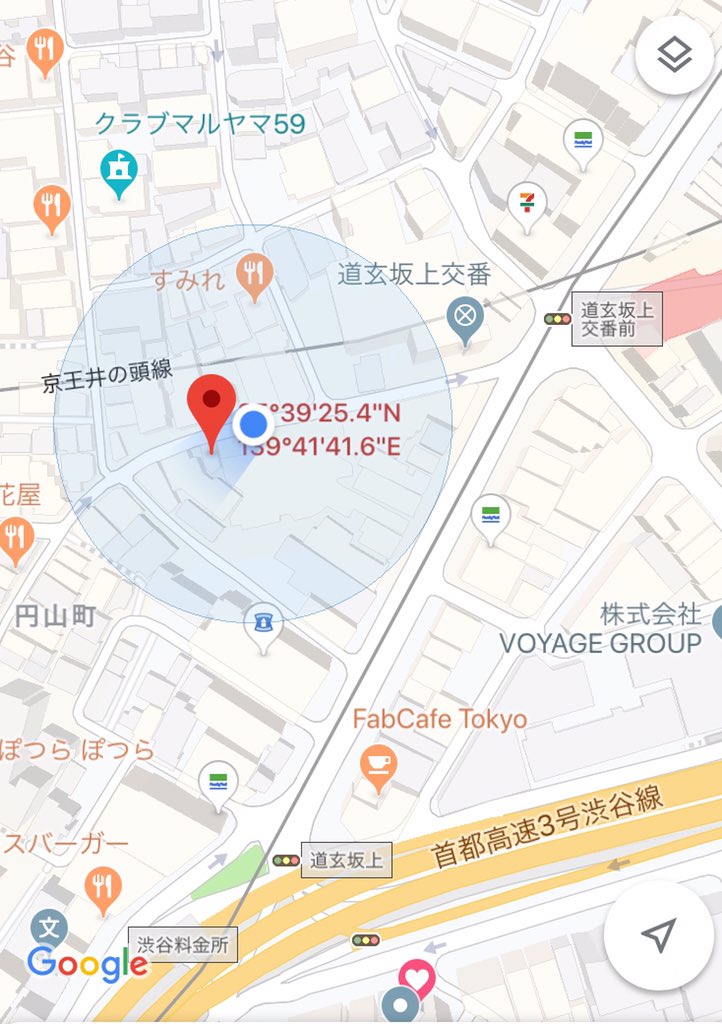 谷
クラブマルヤマ59
すみれ
道玄坂上交番
道玄坂上
交番前
京王井の頭線
°39'25.4"N
139°41'41.6"E
花屋
円山町
株式会社
VOYAGE GROUP
FabCafe Tokyo
ぽつら ぽつら
首都高速3号渋谷線
スバーガー
道玄坂上
文
渋谷料金所
Google